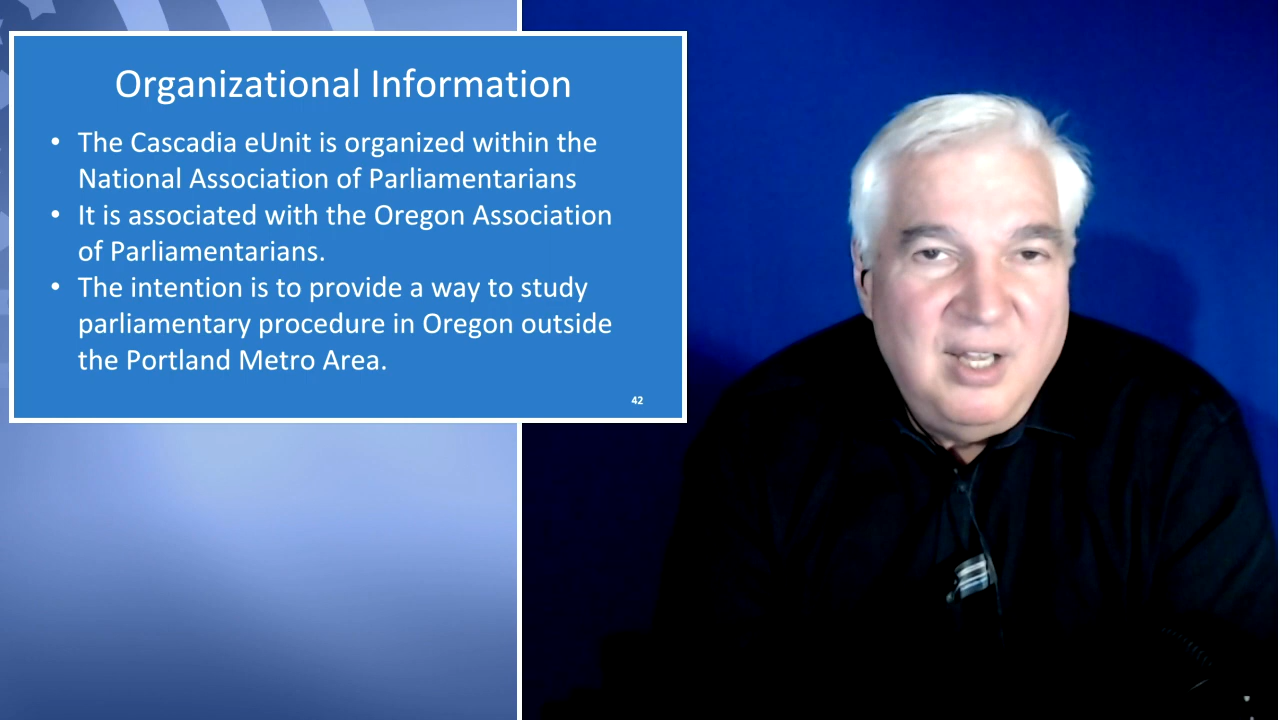 Organizational Information
• The Cascadia eUnit is organized within the
National Association of Parliamentarians
• It is associated with the Oregon Association
of Parliamentarians.
• The intention is to provide a way to study
parliamentary procedure in Oregon outside
the Portland Metro Area.
42